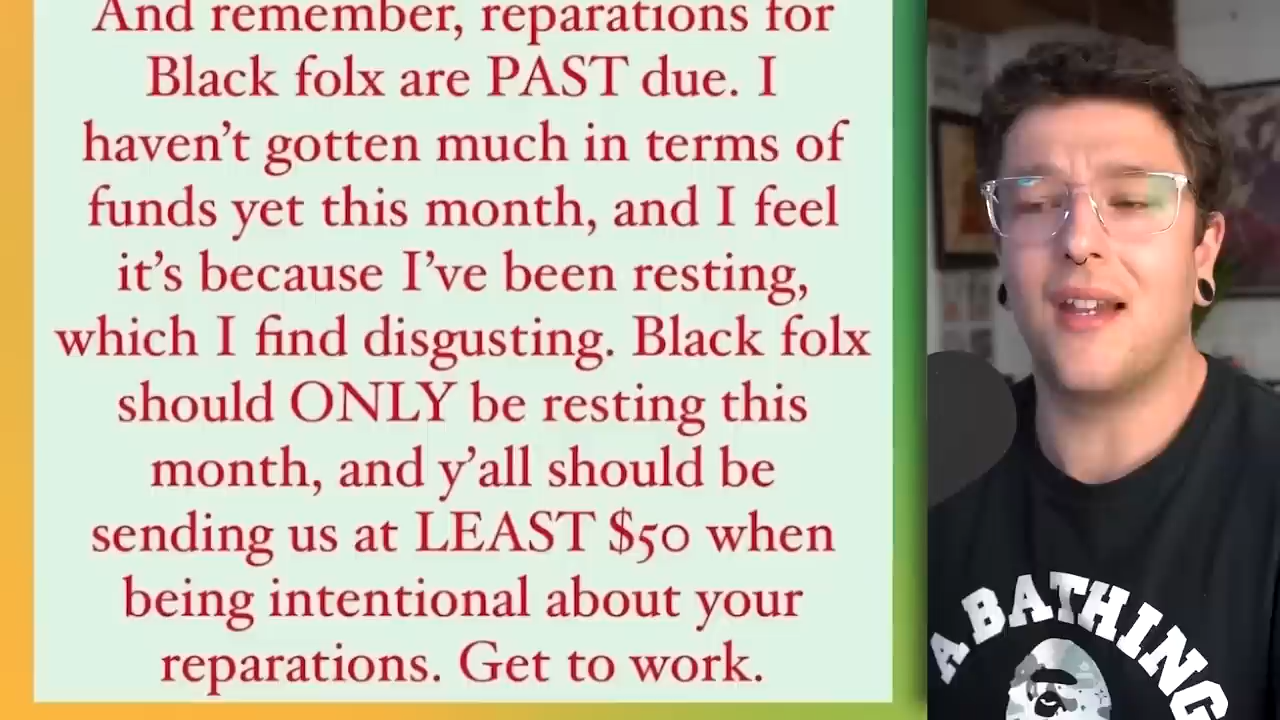 And remember, reparations for
Black folx are PAST due. I
haven’t gotten much in terms of
funds yet this month, and I feel
it’s because I’ve been resting,
which I find disgusting. Black folx
should ONLY be resting this
month, and y’all should be
sending us at LEAST $50 when
being intentional about your
reparations. Get to work.
A BATHING